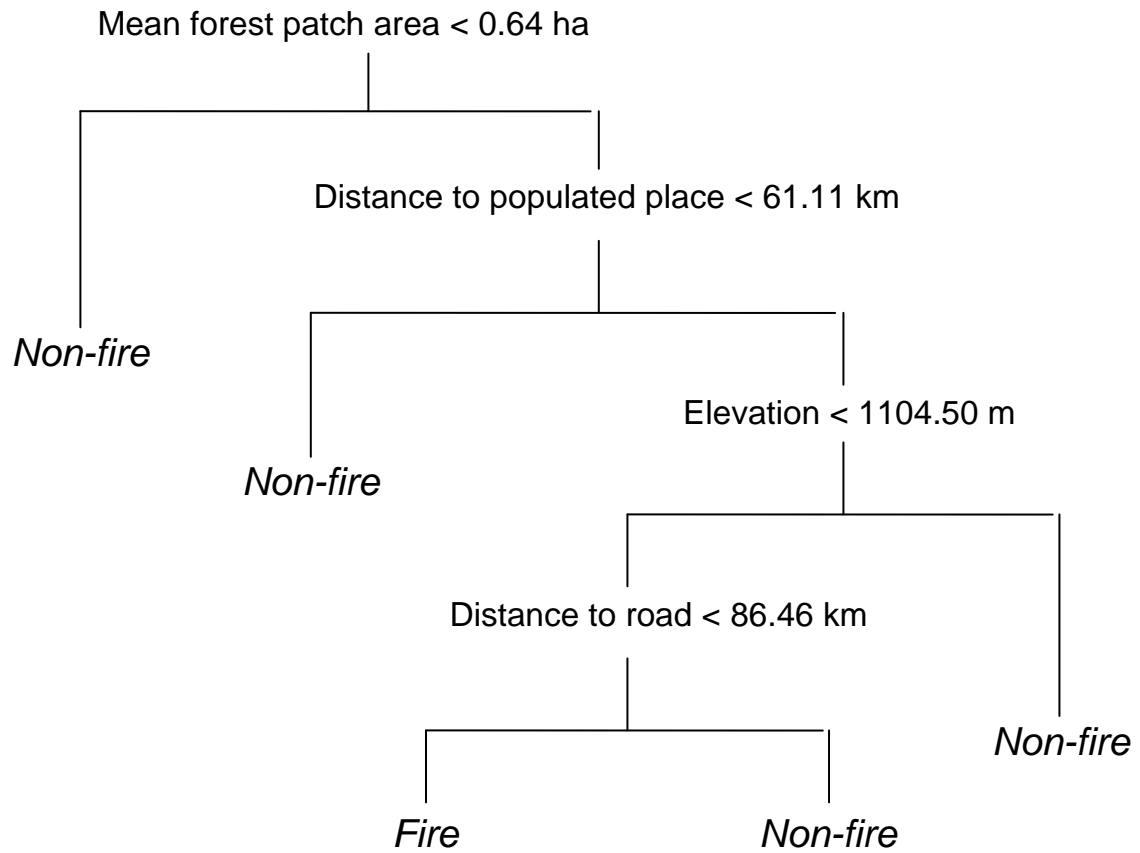 Mean forest patch area < 0.64 ha
Distance to populated place < 61.11 km
Non-fire
Elevation < 1104.50 m
Non-fire
Distance to road < 86.46 km
Non-fire
Fire
Non-fire